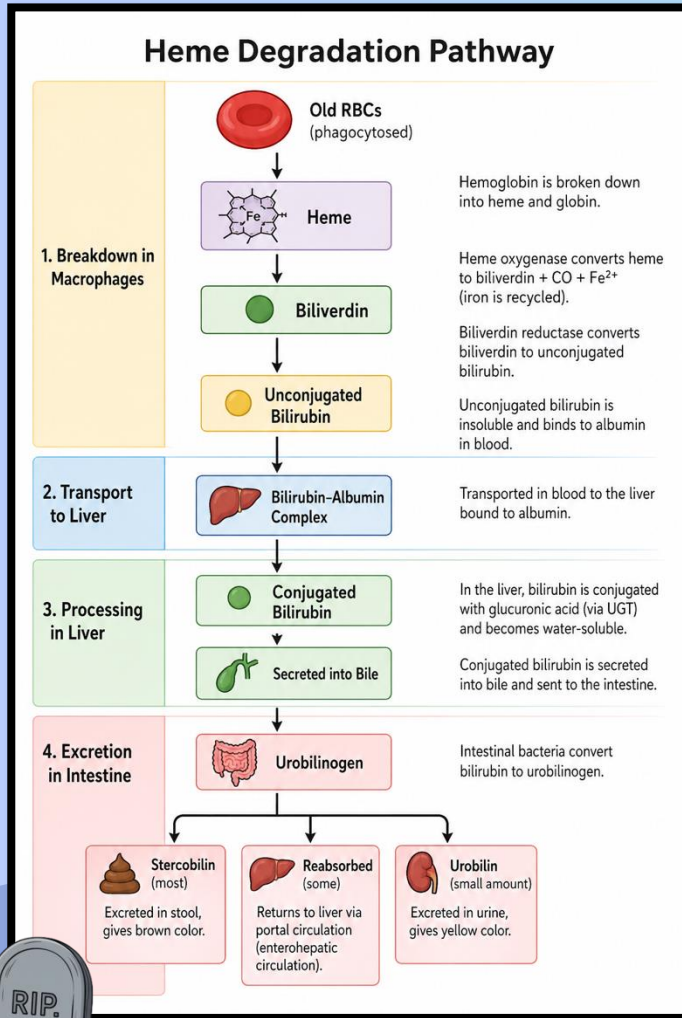 Heme Degradation Pathway
Old RBCs
(phagocytosed)
1. Breakdown in
Macrophages
Fe
H
Heme
Hemoglobin is broken down
into heme and globin.
Heme oxygenase converts heme
to biliverdin + CO + Fe²⁺
(iron is recycled).
Biliverdin
Biliverdin reductase converts
biliverdin to unconjugated
bilirubin.
Unconjugated
Bilirubin
Unconjugated bilirubin is
insoluble and binds to albumin
in blood.
2. Transport
to Liver
Bilirubin–Albumin
Complex
Transported in blood to the liver
bound to albumin.
3. Processing
in Liver
Conjugated
Bilirubin
In the liver, bilirubin is conjugated
with glucuronic acid (via UGT)
and becomes water-soluble.
Secreted into Bile
Conjugated bilirubin is secreted
into bile and sent to the intestine.
4. Excretion
in Intestine
Urobilinogen
Intestinal bacteria convert
bilirubin to urobilinogen.
Stercobilin
(most)
Excreted in stool,
gives brown color.
Reabsorbed
(some)
Returns to liver via
portal circulation
(enterohepatic
circulation).
Urobilin
(small amount)
Excreted in urine,
gives yellow color.
RIP.